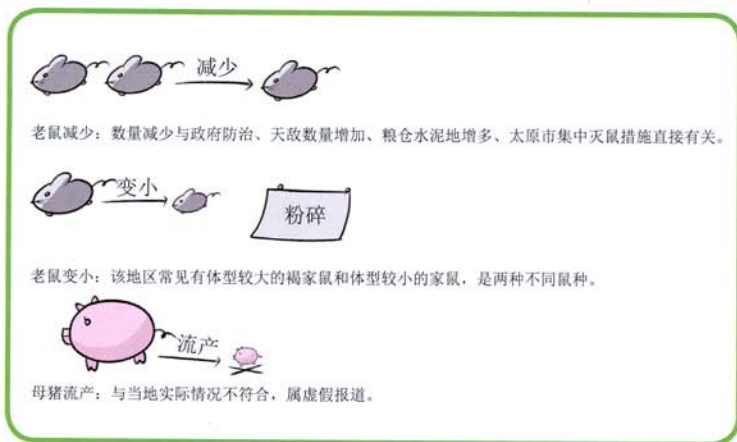 减少
老鼠减少：数量减少与政府防治、天敌数量增加、粮仓水泥地增多、太原市集中灭鼠措施直接有关。
变小
粉碎
老鼠变小：该地区常见有体型较大的褐家鼠和体型较小的家鼠，是两种不同鼠种。
流产
母猪流产：与当地实际情况不符合，属虚假报道。